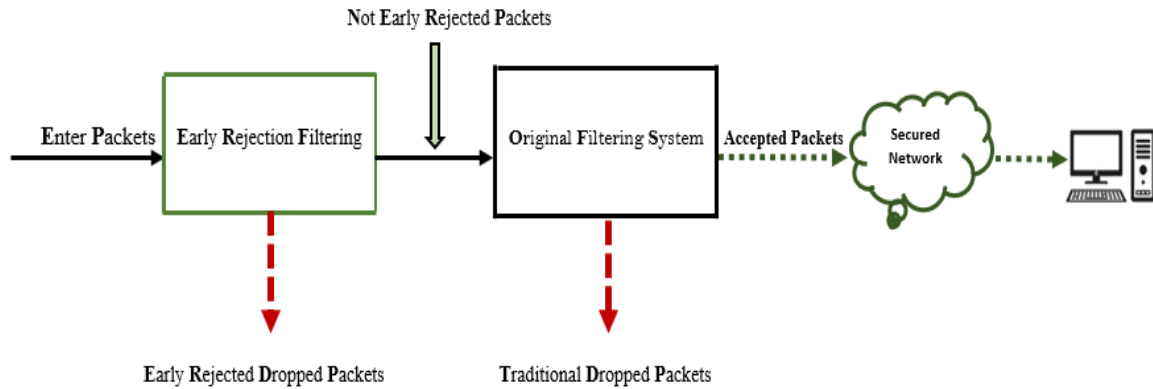 Not Early Rejected Packets
Enter Packets
Early Rejection Filtering
Original Filtering System
Accepted Packets
Secured
Network
Early Rejected Dropped Packets
Traditional Dropped Packets